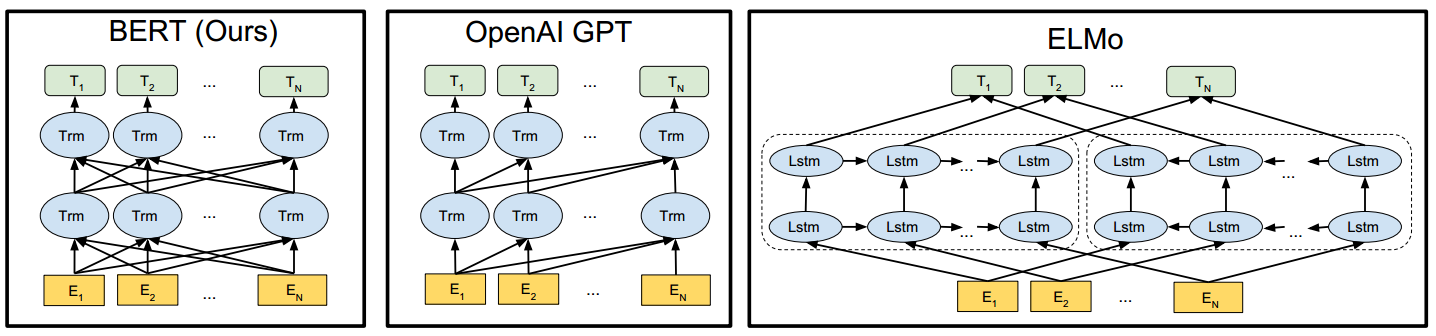 BERT (Ours)
T1 T2 ... TN
Trm Trm ... Trm
Trm Trm ... Trm
E1 E2 ... EN
OpenAI GPT
T1 T2 ... TN
Trm Trm ... Trm
Trm Trm ... Trm
E1 E2 ... EN
ELMo
T1 T2 ... TN
Lstm Lstm ... Lstm Lstm Lstm ... Lstm
Lstm Lstm ... Lstm Lstm Lstm ... Lstm
E1 E2 ... EN